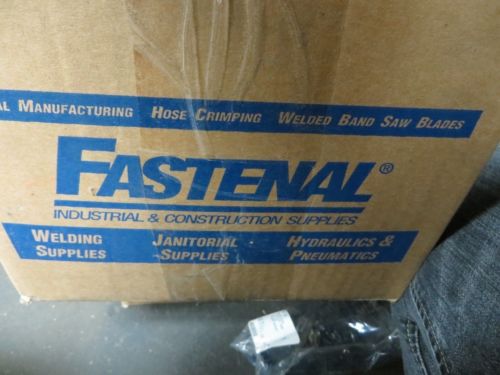 MANUFACTURING HOSE CRIMPING WELDED BAND SAW BLADES
FASTENAL®
INDUSTRIAL & CONSTRUCTION SUPPLIES
WELDING JANITORIAL HYDRAULICS &
SUPPLIES SUPPLIES PNEUMATICS